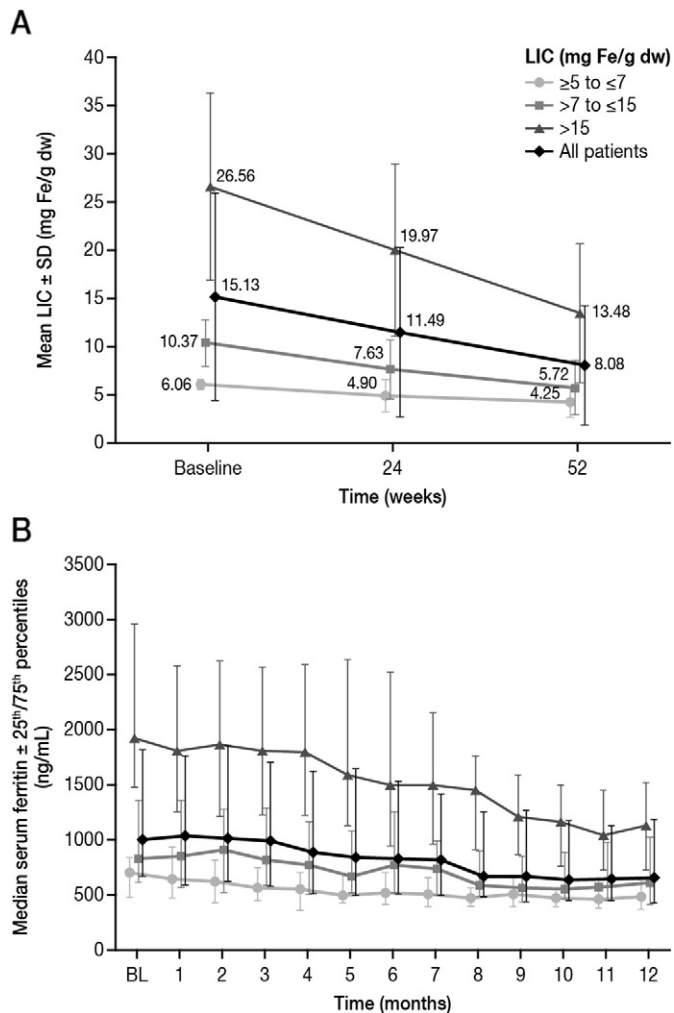 A
LIC (mg Fe/g dw)
≥5 to ≤7
>7 to ≤15
>15
All patients
Mean LIC ± SD (mg Fe/g dw)
40
35
30
25
20
15
10
5
0
26.56
19.97
13.48
15.13
11.49
8.08
10.37
7.63
5.72
6.06
4.90
4.25
Baseline
24
52
Time (weeks)
B
Median serum ferritin ± 25th/75th percentiles
(ng/mL)
3500
3000
2500
2000
1500
1000
500
0
BL 1 2 3 4 5 6 7 8 9 10 11 12
Time (months)